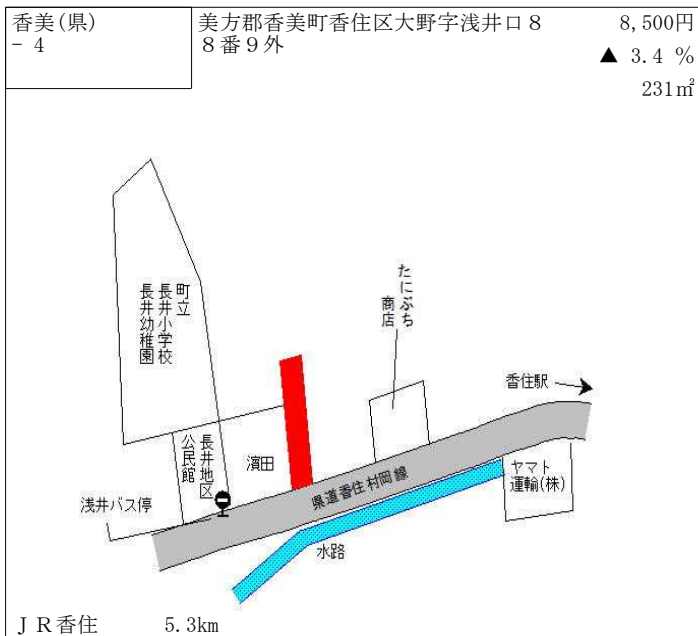 香美(県)
- 4
美方郡香美町香住区大野字浅井口８
８番９外
8,500円
▲ 3.4 %
231㎡
町立
長井小学校
長井幼稚園
たにぶち
商店
香住駅
長井地区
公民館
濵田
県道香住村岡線
ヤマト
運輸(株)
浅井バス停
水路
ＪＲ香住 5.3km